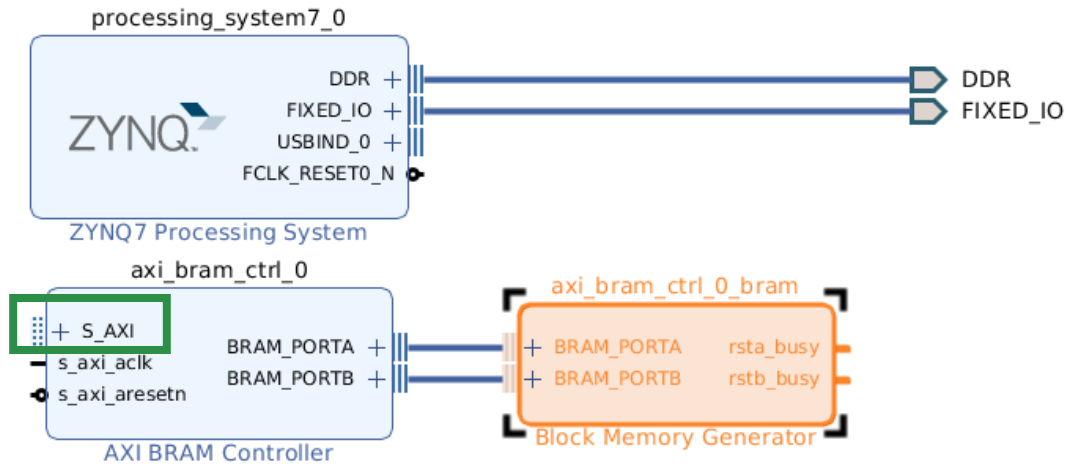 processing_system7_0
DDR
FIXED_IO
USBIND_0
FCLK_RESET0_N
ZYNQ
ZYNQ7 Processing System
DDR
FIXED_IO
axi_bram_ctrl_0
S_AXI
s_axi_aclk
s_axi_aresetn
BRAM_PORTA
BRAM_PORTB
AXI BRAM Controller
axi_bram_ctrl_0_bram
BRAM_PORTA
BRAM_PORTB
rsta_busy
rstb_busy
Block Memory Generator